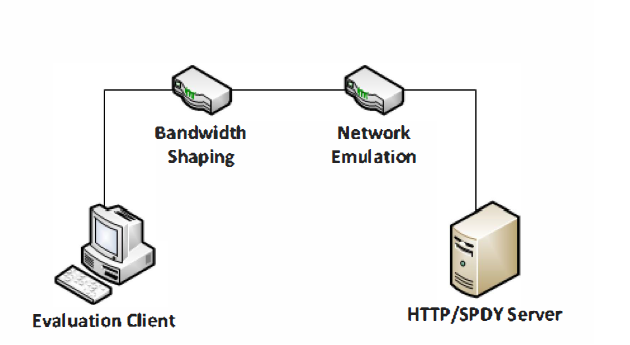 Bandwidth
Shaping
Network
Emulation
Evaluation Client
HTTP/SPDY Server